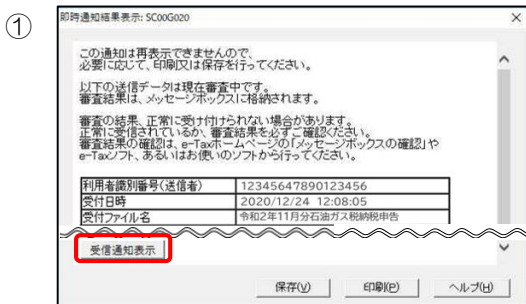 ①
即時通知結果表示: SC00G020
この通知は再表示できませんので、
必要に応じて、印刷又は保存を行ってください。
以下の送信データは現在審査中です。
審査結果は、メッセージボックスに格納されます。
審査の結果、正常に受け付けられない場合があります。
正常に受信されているか、審査結果を必ずご確認ください。
審査結果の確認は、e-Taxホームページの「メッセージボックスの確認」や
e-Taxソフト、あるいはお使いのソフトから行ってください。
利用者識別番号(送信者) 12345647890123456
受付日時 2020/12/24 12:08:05
受付ファイル名 令和2年11月分石油ガス税納税申告
受信通知表示
保存(V) 印刷(P) ヘルプ(H)